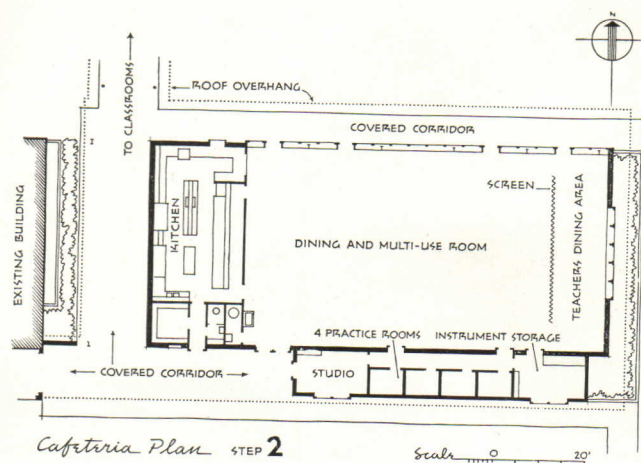 N
TO CLASSROOMS
ROOF OVERHANG
COVERED CORRIDOR
EXISTING BUILDING
KITCHEN
SCREEN
TEACHERS DINING AREA
DINING AND MULTI-USE ROOM
4 PRACTICE ROOMS
INSTRUMENT STORAGE
COVERED CORRIDOR
STUDIO
Cafeteria Plan STEP 2
Scale 0 20'